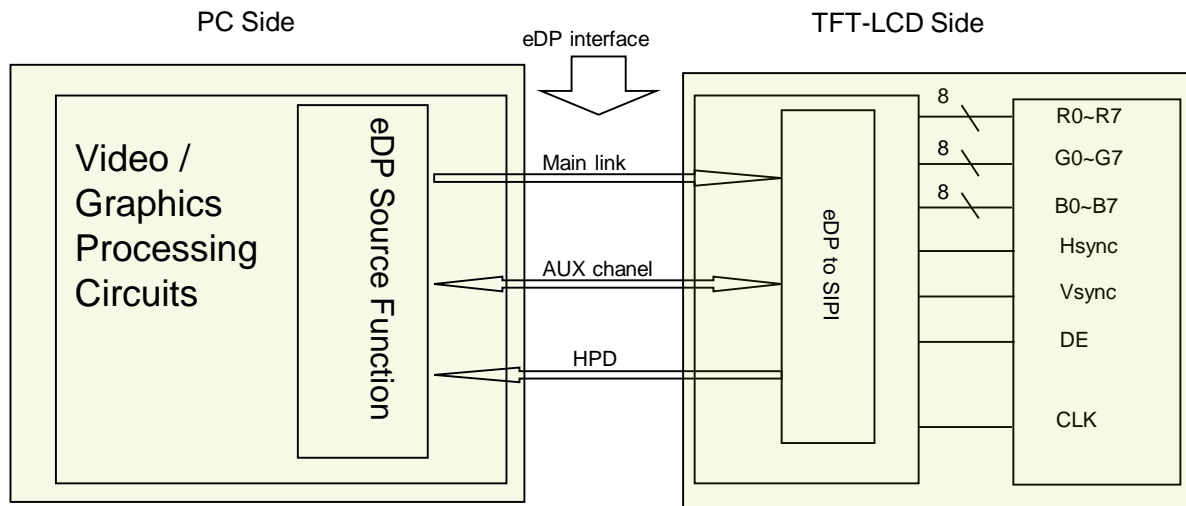 PC Side
eDP interface
TFT-LCD Side
Video /
Graphics
Processing
Circuits
eDP Source Function
Main link
AUX chanel
HPD
eDP to SIPI
8
R0~R7
8
G0~G7
8
B0~B7
Hsync
Vsync
DE
CLK